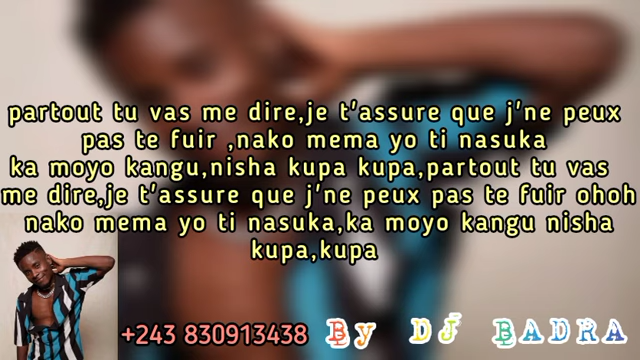 partout tu vas me dire,je t'assure que j'ne peux
pas te fuir ,nako mema yo ti nasuka
ka moyo kangu,nisha kupa kupa,partout tu vas
me dire,je t'assure que j'ne peux pas te fuir ohoh
nako mema yo ti nasuka,ka moyo kangu nisha
kupa,kupa
+243 830913438 By DJ BADRA